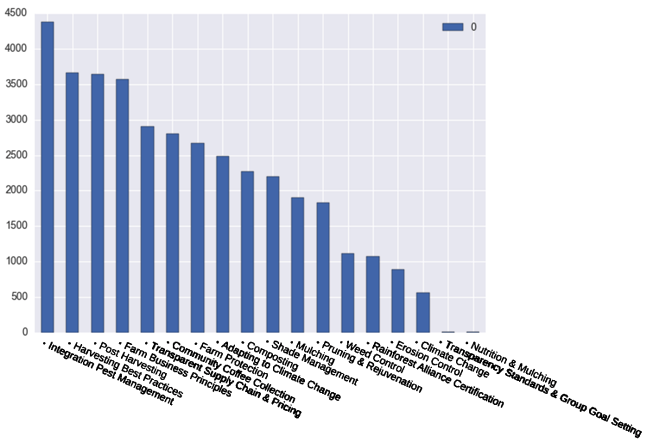 4500
4000
3500
3000
2500
2000
1500
1000
500
0
0
· Integration Pest Management
· Harvesting Best Practices
· Post Harvesting
· Farm Business Principles
· Transparent Supply Chain & Pricing
· Community Coffee Collection
· Farm Protection
· Adapting to Climate Change
· Composting
· Shade Management
· Mulching
· Pruning & Rejuvenation
· Weed Control
· Rainforest Alliance Certification
· Erosion Control
· Climate Change
· Transparency Standards & Group Goal Setting
· Nutrition & Mulching